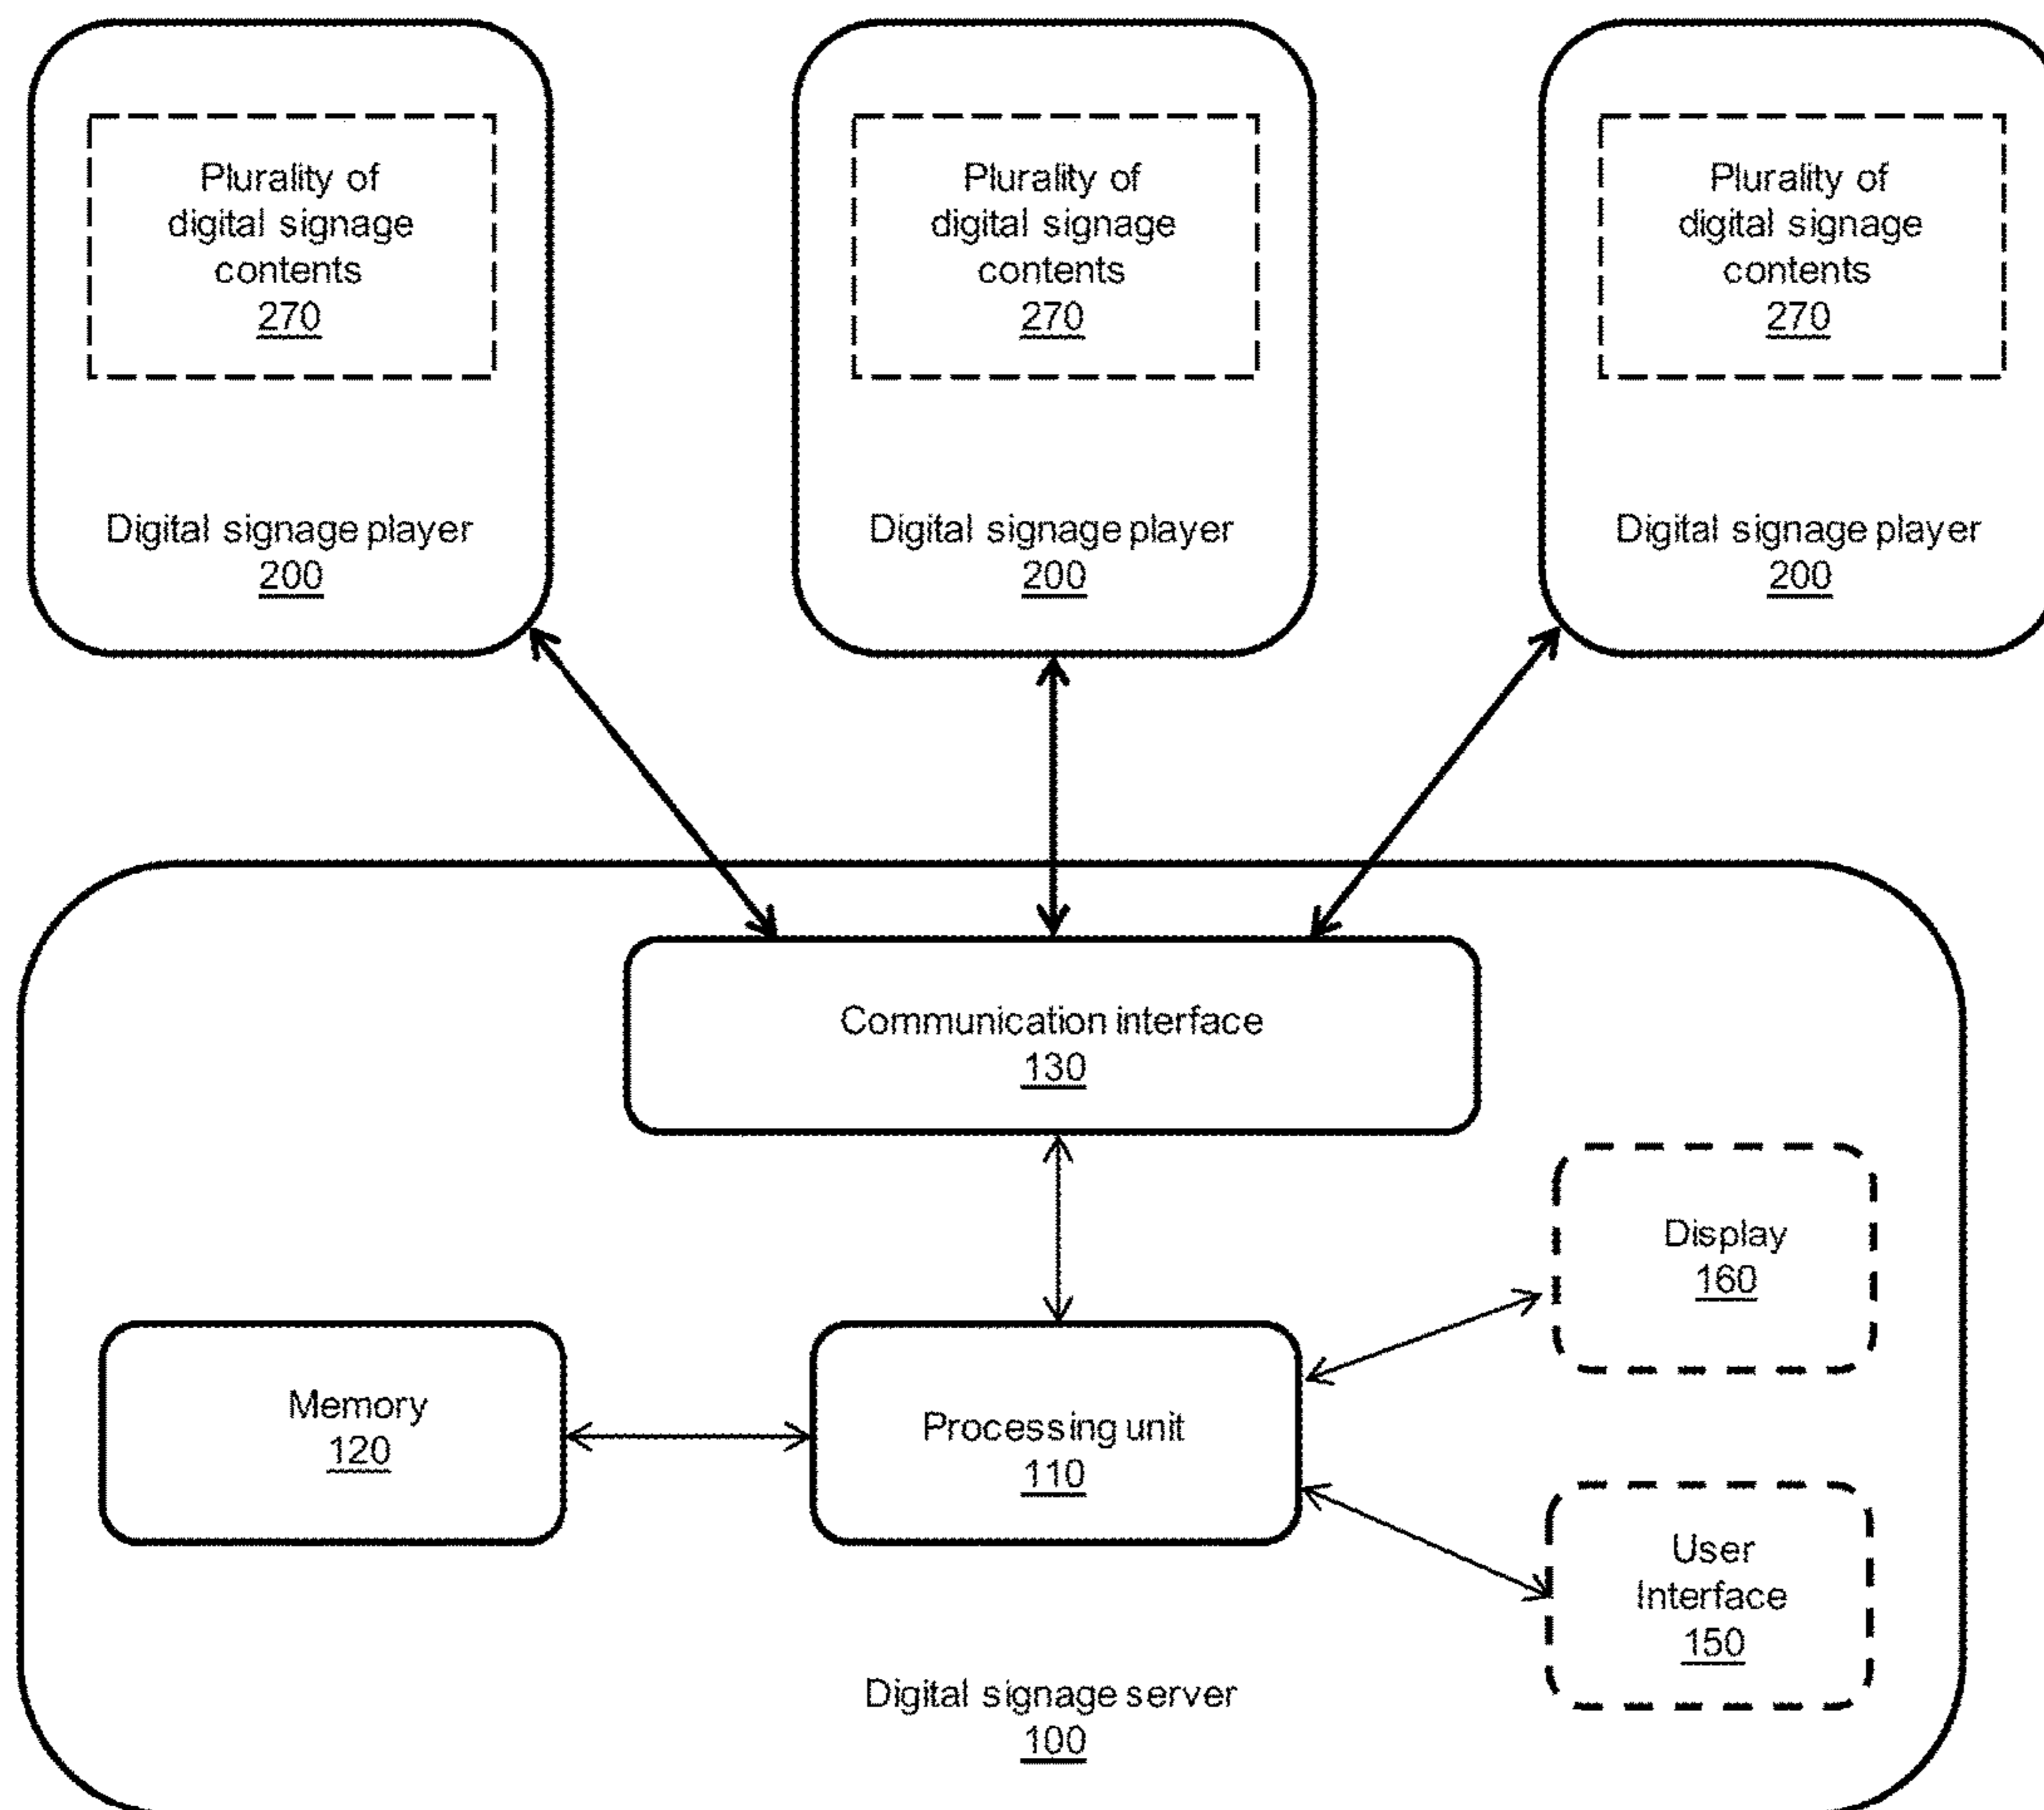 Plurality of
digital signage
contents
270
Digital signage player
200
Plurality of
digital signage
contents
270
Digital signage player
200
Plurality of
digital signage
contents
270
Digital signage player
200
Communication interface
130
Display
160
Memory
120
Processing unit
110
User
Interface
150
Digital signage server
100